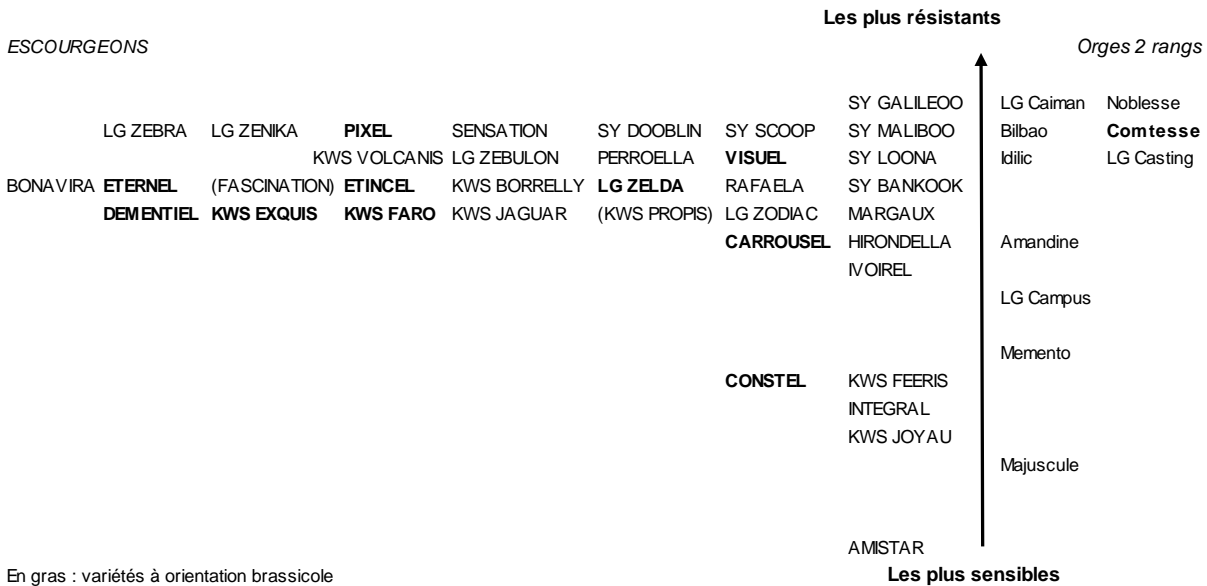 Les plus résistants
ESCOURGEONS Orges 2 rangs
SY GALILEOO LG Caiman Noblesse
LG ZEBRA LG ZENIKA PIXEL SENSATION SY DOOBLIN SY SCOOP SY MALIBOO Bilbao Comtesse
KWS VOLCANIS LG ZEBULON PERROELLA VISUEL SY LOONA Idilic LG Casting
BONAVIRA ETERNEL (FASCINATION) ETINCEL KWS BORRELLY LG ZELDA RAFAELA SY BANKOOK
DEMENTIEL KWS EXQUIS KWS FARO KWS JAGUAR (KWS PROPIS) LG ZODIAC MARGAUX
CARROUSEL HIRONDELLA Amandine
IVOIREL
LG Campus
Memento
CONSTEL KWS FEERIS
INTEGRAL
KWS JOYAU
Majuscule
AMISTAR
En gras : variétés à orientation brassicole Les plus sensibles